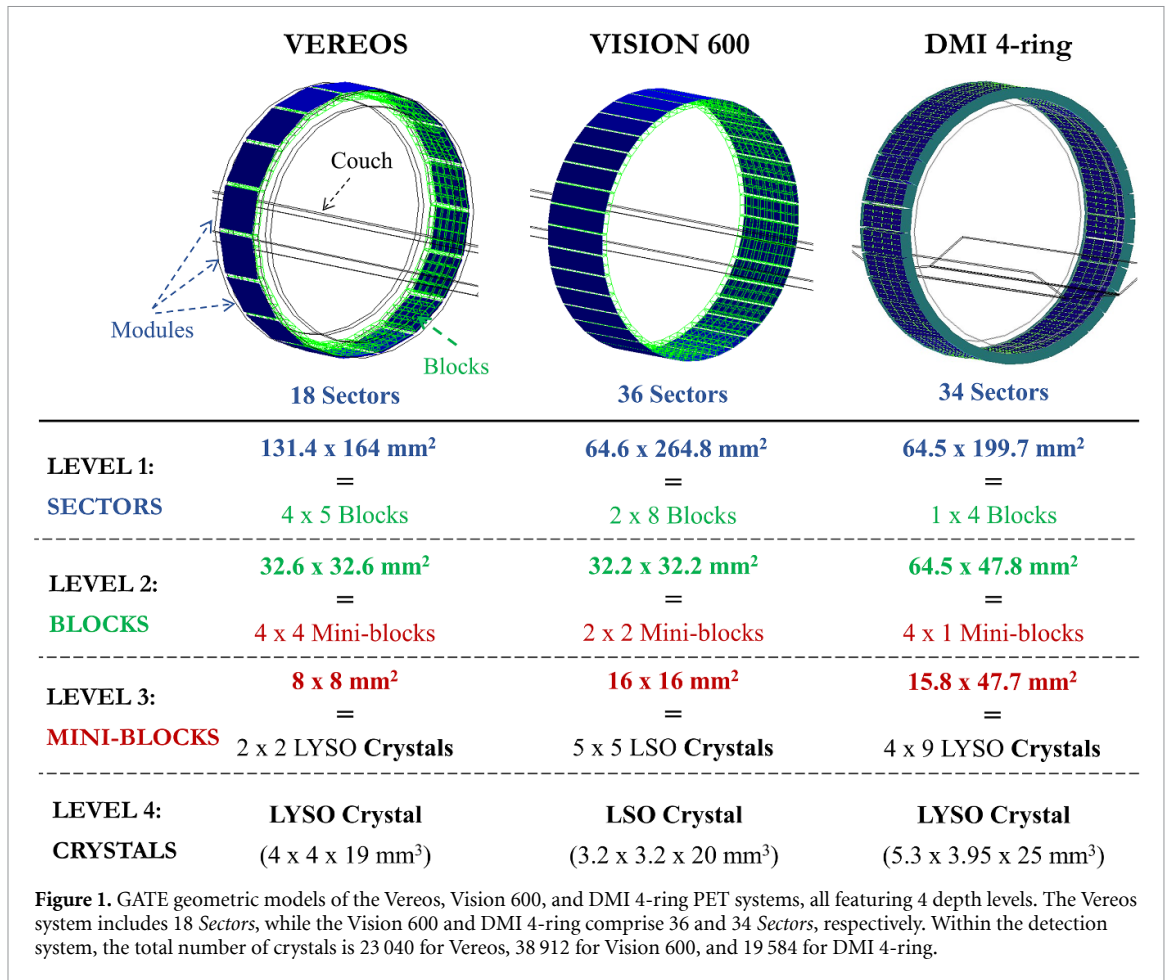 VEREOS
VISION 600
DMI 4-ring
Couch
Modules
Blocks
18 Sectors
36 Sectors
34 Sectors
LEVEL 1:
SECTORS
131.4 x 164 mm²
=
4 x 5 Blocks
64.6 x 264.8 mm²
=
2 x 8 Blocks
64.5 x 199.7 mm²
=
1 x 4 Blocks
LEVEL 2:
BLOCKS
32.6 x 32.6 mm²
=
4 x 4 Mini-blocks
32.2 x 32.2 mm²
=
2 x 2 Mini-blocks
64.5 x 47.8 mm²
=
4 x 1 Mini-blocks
LEVEL 3:
MINI-BLOCKS
8 x 8 mm²
=
2 x 2 LYSO Crystals
16 x 16 mm²
=
5 x 5 LSO Crystals
15.8 x 47.7 mm²
=
4 x 9 LYSO Crystals
LEVEL 4:
CRYSTALS
LYSO Crystal
(4 x 4 x 19 mm³)
LSO Crystal
(3.2 x 3.2 x 20 mm³)
LYSO Crystal
(5.3 x 3.95 x 25 mm³)
Figure 1. GATE geometric models of the Vereos, Vision 600, and DMI 4-ring PET systems, all featuring 4 depth levels. The Vereos
system includes 18 Sectors, while the Vision 600 and DMI 4-ring comprise 36 and 34 Sectors, respectively. Within the detection
system, the total number of crystals is 23 040 for Vereos, 38 912 for Vision 600, and 19 584 for DMI 4-ring.